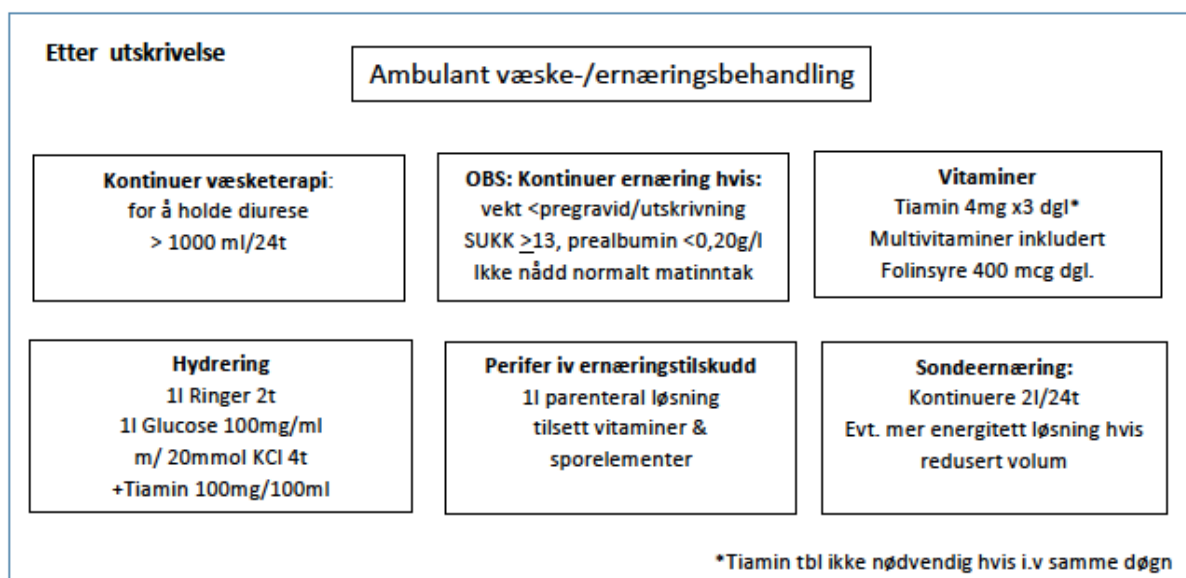 Etter utskrivelse
Ambulant væske-/ernæringsbehandling
Kontinuer væsketerapi:
for å holde diurese
> 1000 ml/24t
OBS: Kontinuer ernæring hvis:
vekt <pregravid/utskrivning
SUKK >13, prealbumin <0,20g/l
Ikke nådd normalt matinntak
Vitaminer
Tiamin 4mg x3 dgl*
Multivitaminer inkludert
Folinsyre 400 mcg dgl.
Hydrering
1l Ringer 2t
1l Glucose 100mg/ml
m/ 20mmol KCl 4t
+Tiamin 100mg/100ml
Perifer iv ernæringstilskudd
1l parenteral løsning
tilsett vitaminer &
sporelementer
Sondeernæring:
Kontinuere 2l/24t
Evt. mer energitett løsning hvis
redusert volum
*Tiamin tbl ikke nødvendig hvis i.v samme døgn